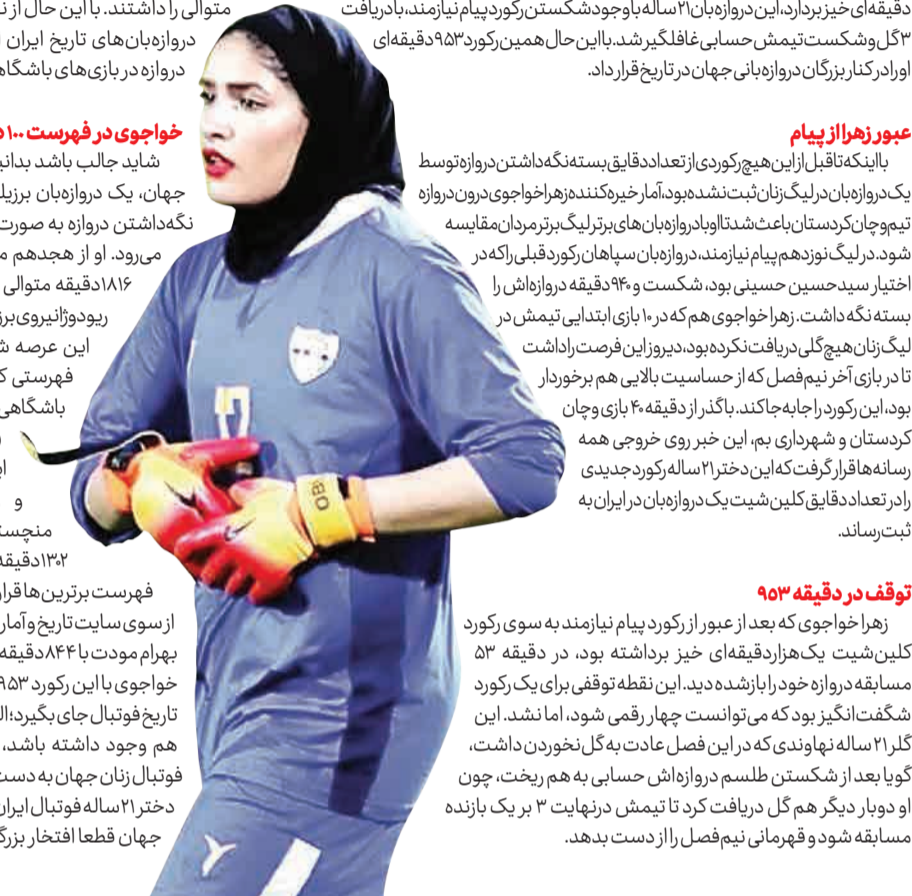 دقیقه‌ای خیز بردارد، این دروازه‌بان ۲۱ ساله با وجود شکستن رکورد پیام نیازمند، با دریافت
۳ گل و شکست تیمش حسابی غافلگیر شد. با این حال همین رکورد ۹۵۳ دقیقه‌ای
او را در کنار بزرگان دروازه‌بانی جهان در تاریخ قرار داد.
عبور زهرا از پیام
با اینکه تا قبل از این هیچ رکوردی از تعداد دقایق بسته نگه داشتن دروازه توسط
یک دروازه‌بان در لیگ زنان ثبت نشده بود، آمار خیره‌کننده زهرا خواجوی درون دروازه
تیم وچان کردستان باعث شد تا او با دروازه‌بان‌های برتر لیگ برتر مردان مقایسه
شود. در لیگ نوزدهم پیام نیازمند، دروازه‌بان سپاهان رکورد قبلی را که در
اختیار سیدحسین حسینی بود، شکست و ۹۴۰ دقیقه دروازه‌اش را
بسته نگه داشت. زهرا خواجوی هم که در ۱۰ بازی ابتدایی تیمش در
لیگ زنان هیچ گلی دریافت نکرده بود، دیروز این فرصت را داشت
تا در بازی آخر نیم‌فصل که از حساسیت بالایی هم برخوردار
بود، این رکورد را جابه‌جا کند. با گذر از دقیقه ۴۰ بازی وچان
کردستان و شهرداری بم، این خبر روی خروجی همه
رسانه‌ها قرار گرفت که این دختر ۲۱ ساله رکورد جدیدی
را در تعداد دقایق کلین‌شیت یک دروازه‌بان در ایران به
ثبت رساند.
توقف در دقیقه ۹۵۳
زهرا خواجوی که بعد از عبور از رکورد پیام نیازمند به سوی رکورد
کلین‌شیت یک‌هزار دقیقه‌ای خیز برداشته بود، در دقیقه ۵۳
مسابقه دروازه خود را باز شده دید. این نقطه توقفی برای یک رکورد
شگفت‌انگیز بود که می‌توانست چهار رقمی شود، اما نشد. این
گلر ۲۱ ساله نهاوندی که در این فصل عادت به گل نخوردن داشت،
گویا بعد از شکستن طلسم دروازه‌اش حسابی به هم ریخت، چون
او دو بار دیگر هم گل دریافت کرد تا تیمش درنهایت ۳ بر یک بازنده
مسابقه شود و قهرمانی نیم‌فصل را از دست بدهد.
متوالی را داشتند. با این حال از
دروازه‌بان‌های تاریخ ایران
دروازه در بازی‌های
خواجوی در فهرست ۱۰۰
شاید جالب باشد
جهان، یک دروازه‌بان
نگه‌داشتن دروازه به صورت
می‌رود. او از هجدهم
۱۸۱۶ دقیقه متوالی
ریودوژانیروی
این عرصه
فهرستی
باشگاهی
و
۱۳۰۲ دقیقه
فهرست برترین‌ها
از سوی سایت تاریخ و آمار
بهرام مودت با ۸۴۴ دقیقه
خواجوی با این رکورد ۹۵۳
تاریخ فوتبال جای بگیرد؛
هم وجود داشته باشد،
فوتبال زنان جهان به دست
دختر ۲۱ ساله فوتبال ایران
جهان قطعا افتخار